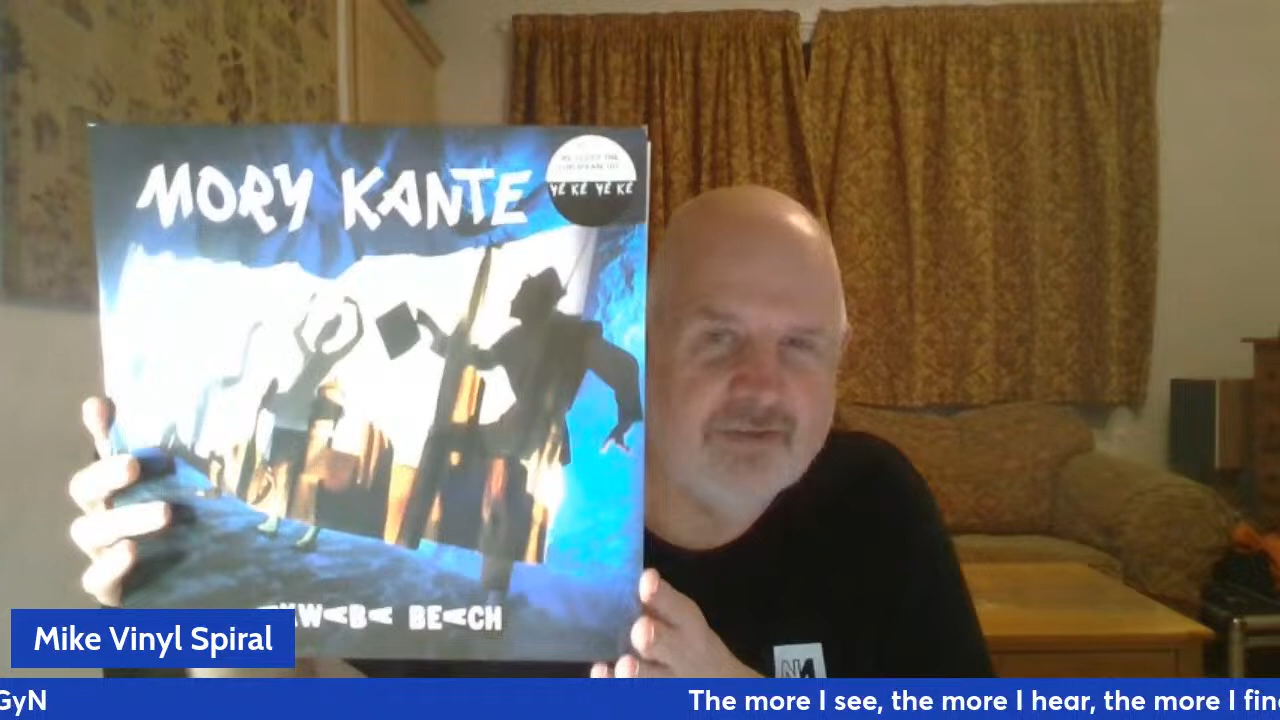 MORY KANTE
YÉ KÉ YÉ KÉ
KWABA BEACH
Mike Vinyl Spiral
GyN
The more I see, the more I hear, the more I fin